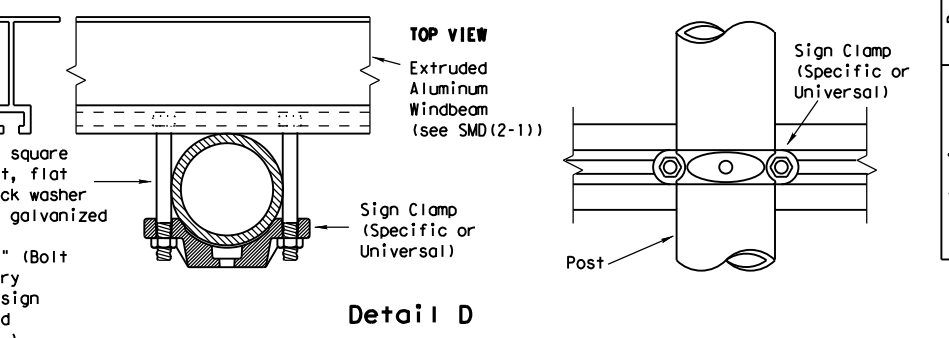 TOP VIEW
Extruded
Aluminum
Windbeam
(see SMD(2-1))
square
t, flat
ck washer
galvanized
" (Bolt
ry
sign
d
Sign Clamp
(Specific or
Universal)
Detail D
Sign Clamp
(Specific or
Universal)
Post